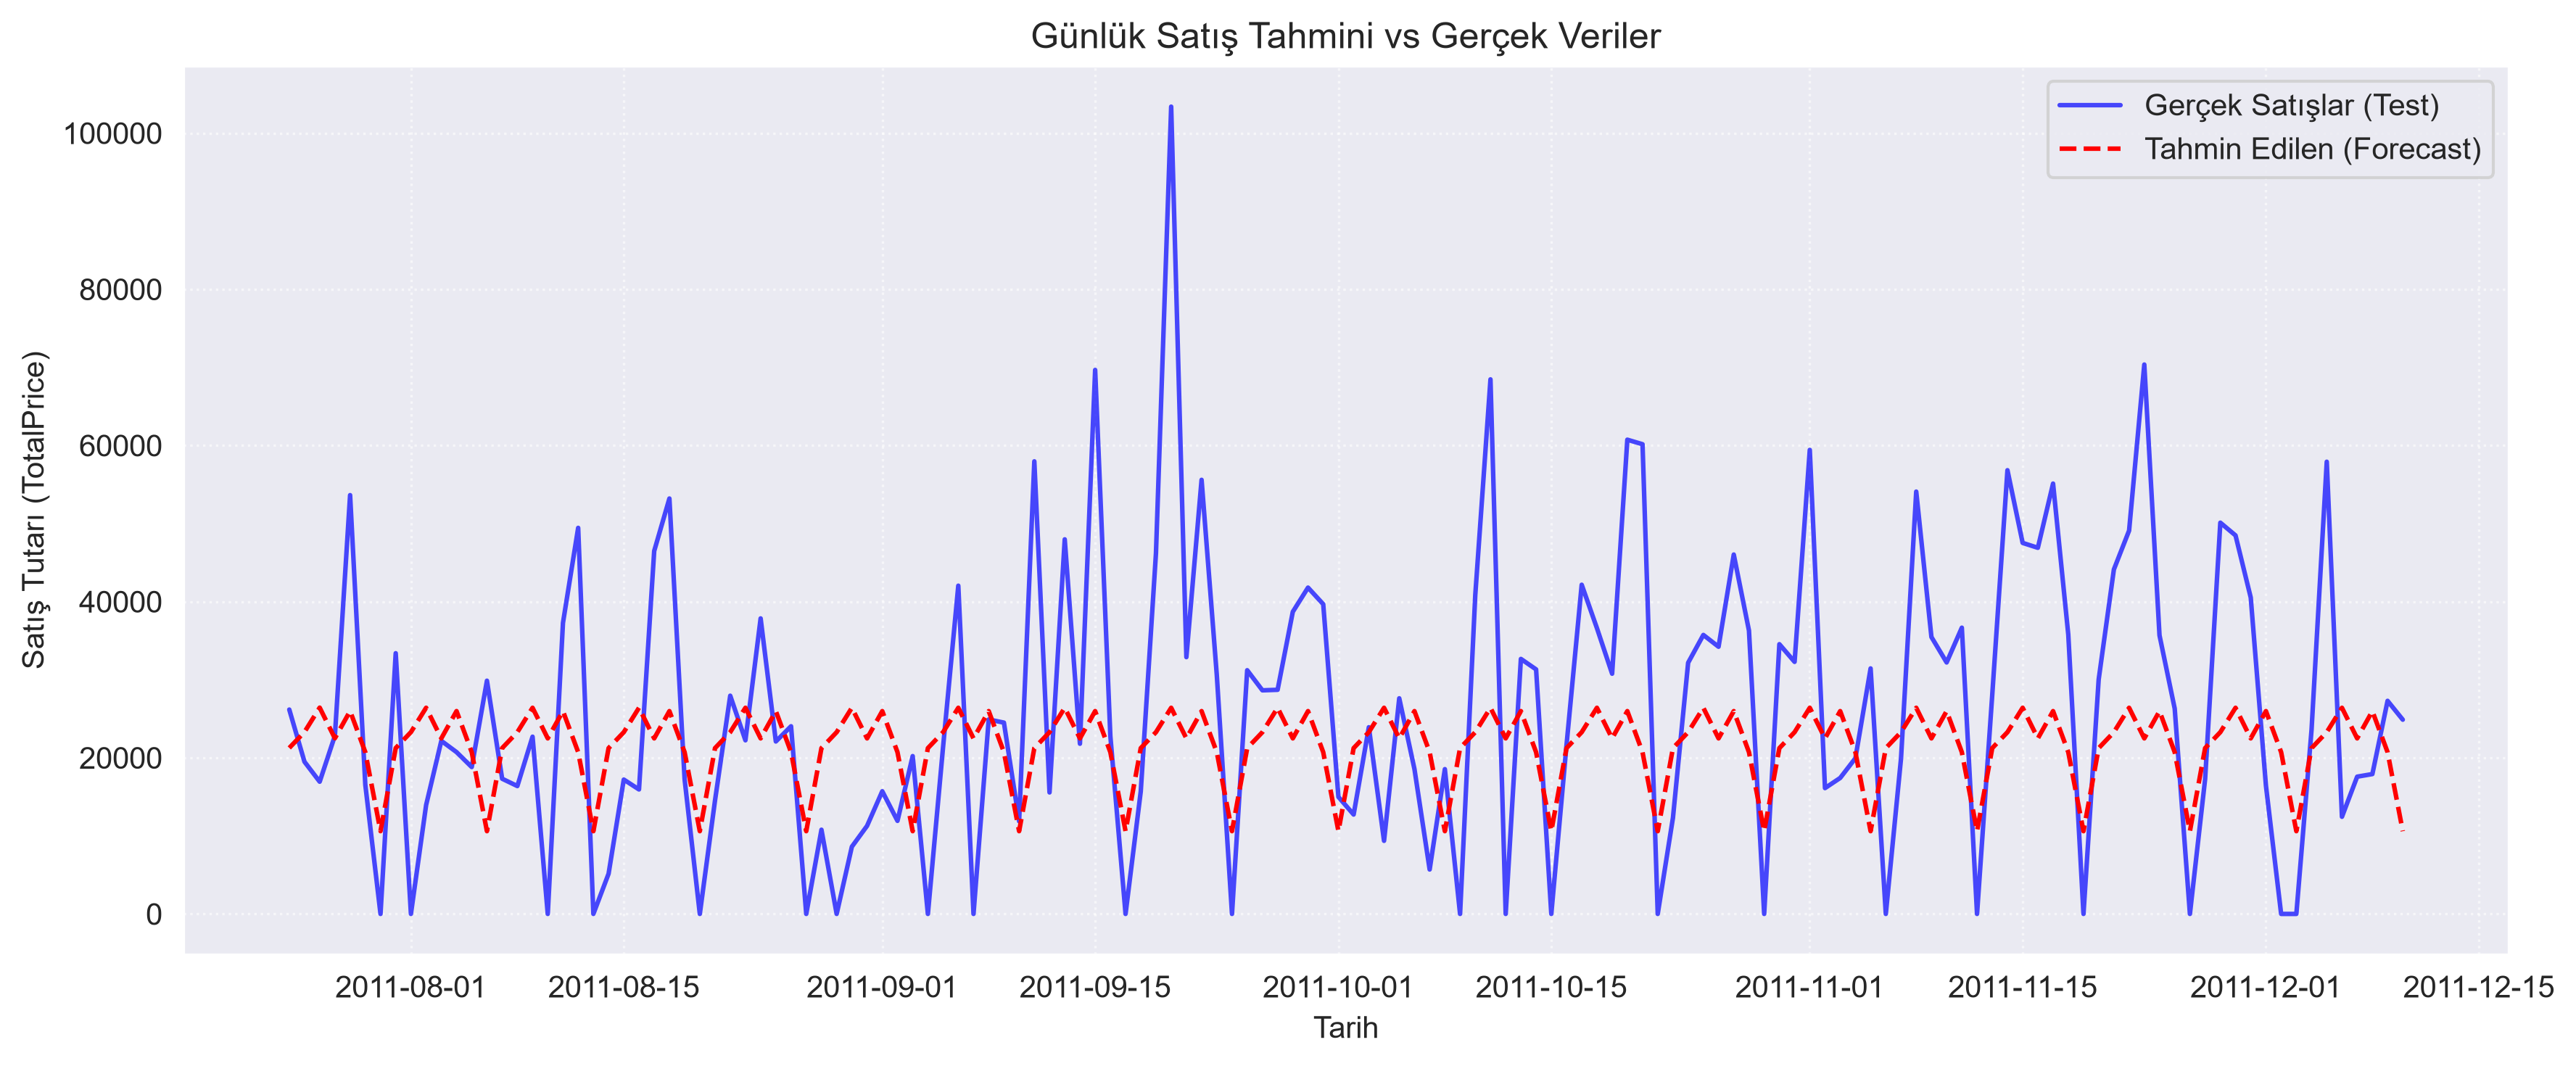 Günlük Satış Tahmini vs Gerçek Veriler
Gerçek Satışlar (Test)
Tahmin Edilen (Forecast)
Satış Tutarı (TotalPrice)
100000
80000
60000
40000
20000
0
2011-08-01 2011-08-15 2011-09-01 2011-09-15 2011-10-01 2011-10-15 2011-11-01 2011-11-15 2011-12-01 2011-12-15
Tarih